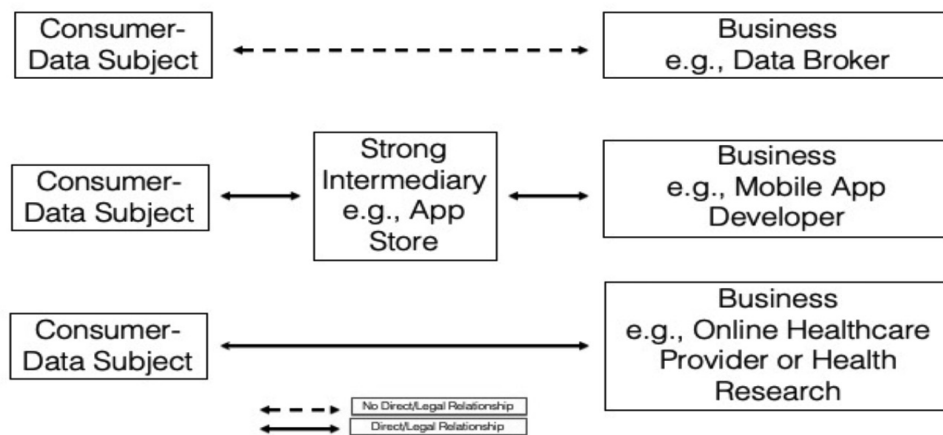 Consumer-
Data Subject
Business
e.g., Data Broker
Consumer-
Data Subject
Strong
Intermediary
e.g., App
Store
Business
e.g., Mobile App
Developer
Consumer-
Data Subject
Business
e.g., Online Healthcare
Provider or Health
Research
No Direct/Legal Relationship
Direct/Legal Relationship